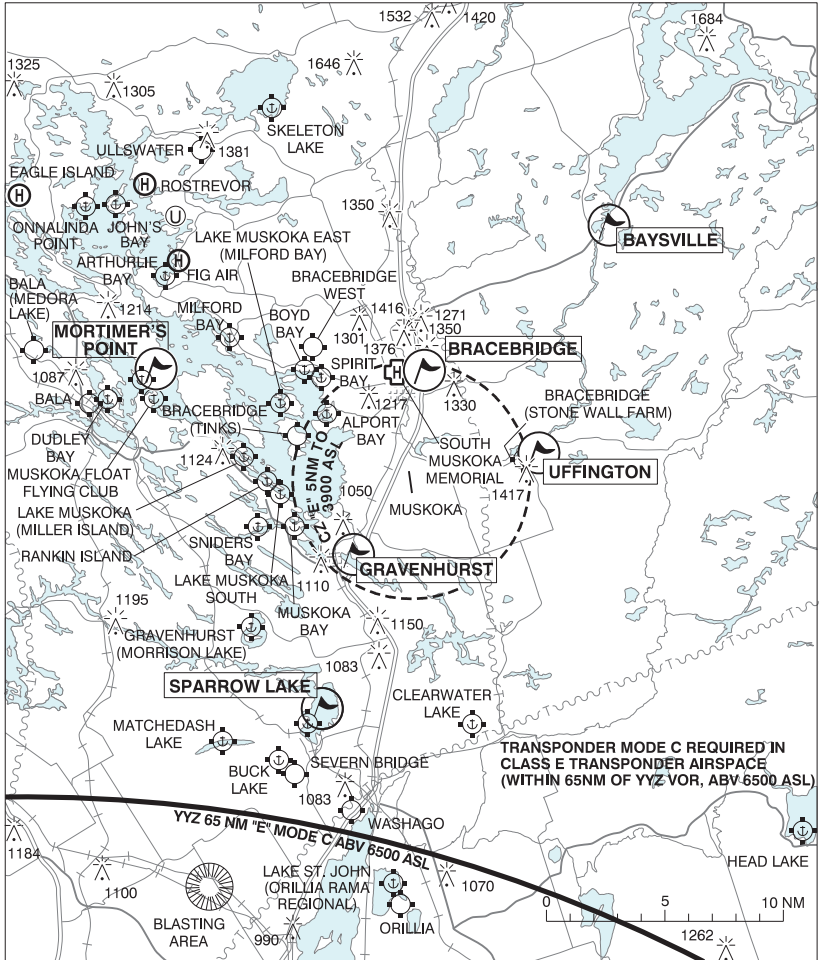 1532
1420
1684
1646
1325
1305
SKELETON
LAKE
ULLSWATER
1381
EAGLE ISLAND
H
H
ROSTREVOR
1350
U
ONNALINDA
POINT
JOHN'S
BAY
LAKE MUSKOKA EAST
(MILFORD BAY)
BAYSVILLE
ARTHURLIE
BAY
H
FIG AIR
BRACEBRIDGE
WEST
BALA
(MEDORA
LAKE)
1214
MILFORD
BAY
BOYD
BAY
1416
1271
1301
1350
MORTIMER'S
POINT
1376
BRACEBRIDGE
H
SPIRIT
BAY
1087
BALA
1217
1330
BRACEBRIDGE
(STONE WALL FARM)
BRACEBRIDGE
(TINKS)
ALPORT
BAY
DUDLEY
BAY
SOUTH
MUSKOKA
MEMORIAL
CZ "E" 5NM TO
3900 ASL
1124
UFFINGTON
MUSKOKA FLOAT
FLYING CLUB
1417
1050
MUSKOKA
LAKE MUSKOKA
(MILLER ISLAND)
RANKIN ISLAND
SNIDERS
BAY
GRAVENHURST
LAKE MUSKOKA
SOUTH
1110
MUSKOKA
BAY
1195
1150
GRAVENHURST
(MORRISON LAKE)
1083
SPARROW LAKE
CLEARWATER
LAKE
MATCHEDASH
LAKE
TRANSPONDER MODE C REQUIRED IN
CLASS E TRANSPONDER AIRSPACE
(WITHIN 65NM OF YYZ VOR, ABV 6500 ASL)
BUCK
LAKE
SEVERN BRIDGE
1083
WASHAGO
YYZ 65 NM "E" MODE C ABV 6500 ASL
1184
HEAD LAKE
1100
LAKE ST. JOHN
(ORILLIA RAMA
REGIONAL)
1070
0 5 10 NM
BLASTING
AREA
ORILLIA
990
1262